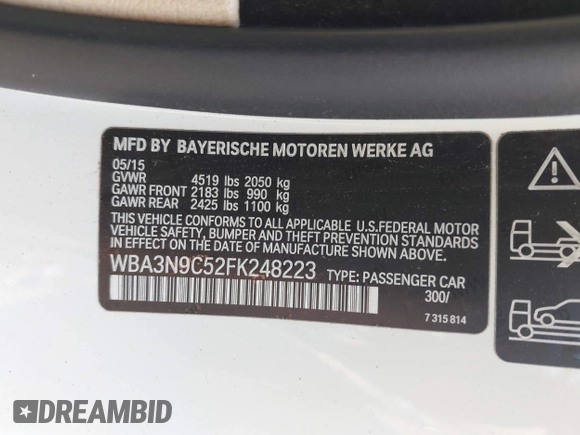 MFD BY BAYERISCHE MOTOREN WERKE AG
05/15
GVWR 4519 lbs 2050 kg
GAWR FRONT 2183 lbs 990 kg
GAWR REAR 2425 lbs 1100 kg
THIS VEHICLE CONFORMS TO ALL APPLICABLE U.S.FEDERAL MOTOR
VEHICLE SAFETY, BUMPER AND THEFT PREVENTION STANDARDS
IN EFFECT ON THE DATE OF MANUFACTURE SHOWN ABOVE.
WBA3N9C52FK248223 TYPE: PASSENGER CAR
300/
7 315 814
DREAMBID